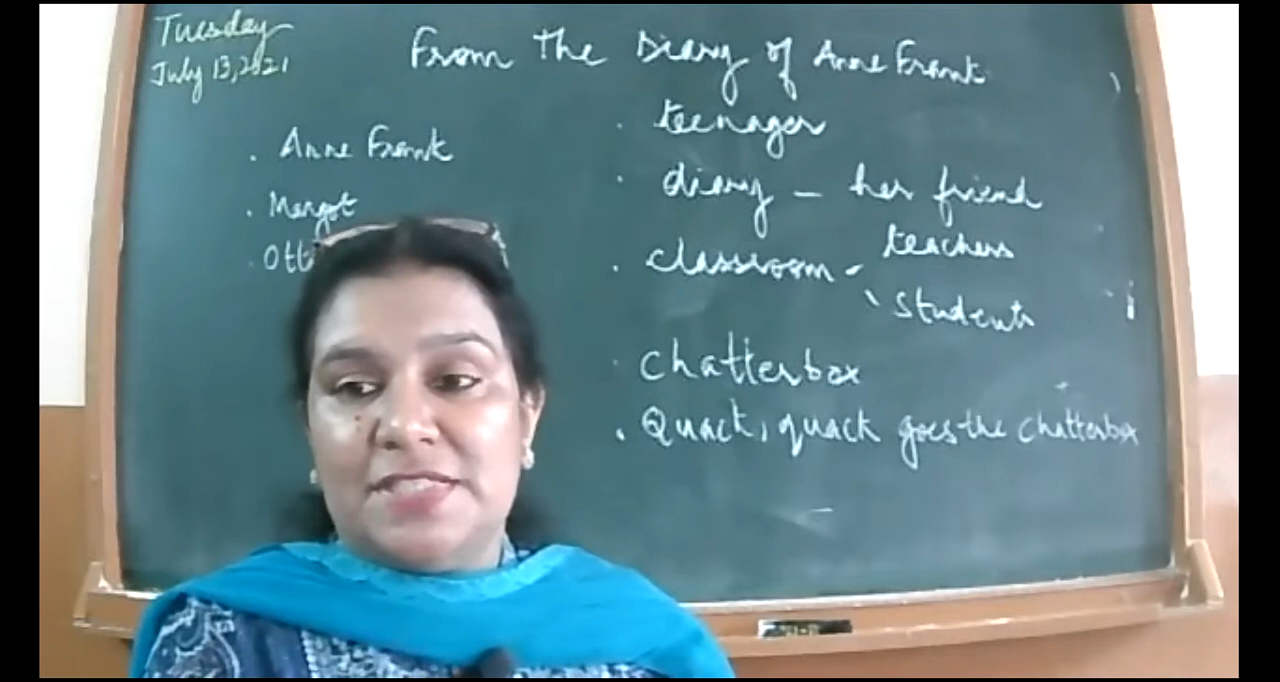 Tuesday
July 13, 2021
From The Diary of Anne Frank
. Anne Frank
. Margot
. Ott
. teenager
. diary - her friend
. classroom - teachers
students
. Chatterbox
. Quack, quack goes the Chatterbox